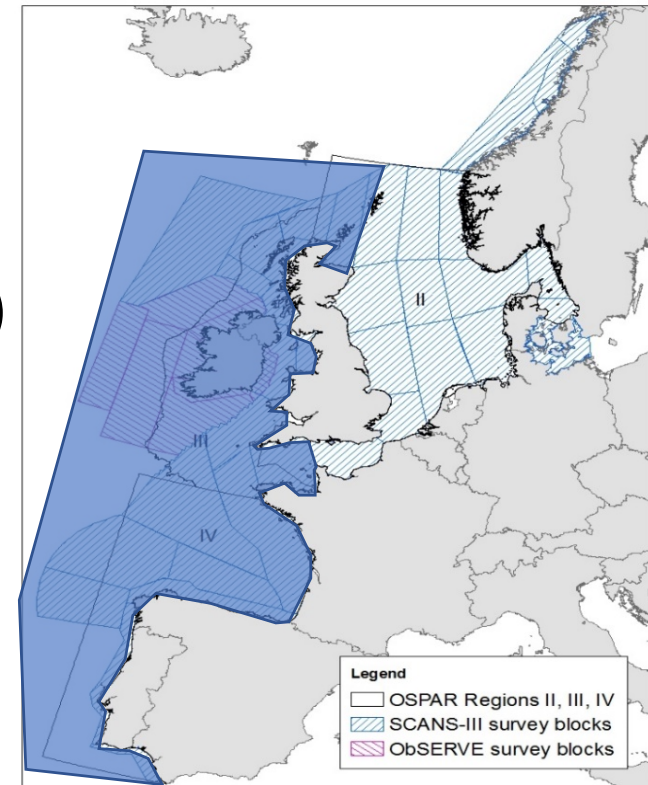 II
III
IV
Legend
OSPAR Regions II, III, IV
SCANS-III survey blocks
ObSERVE survey blocks